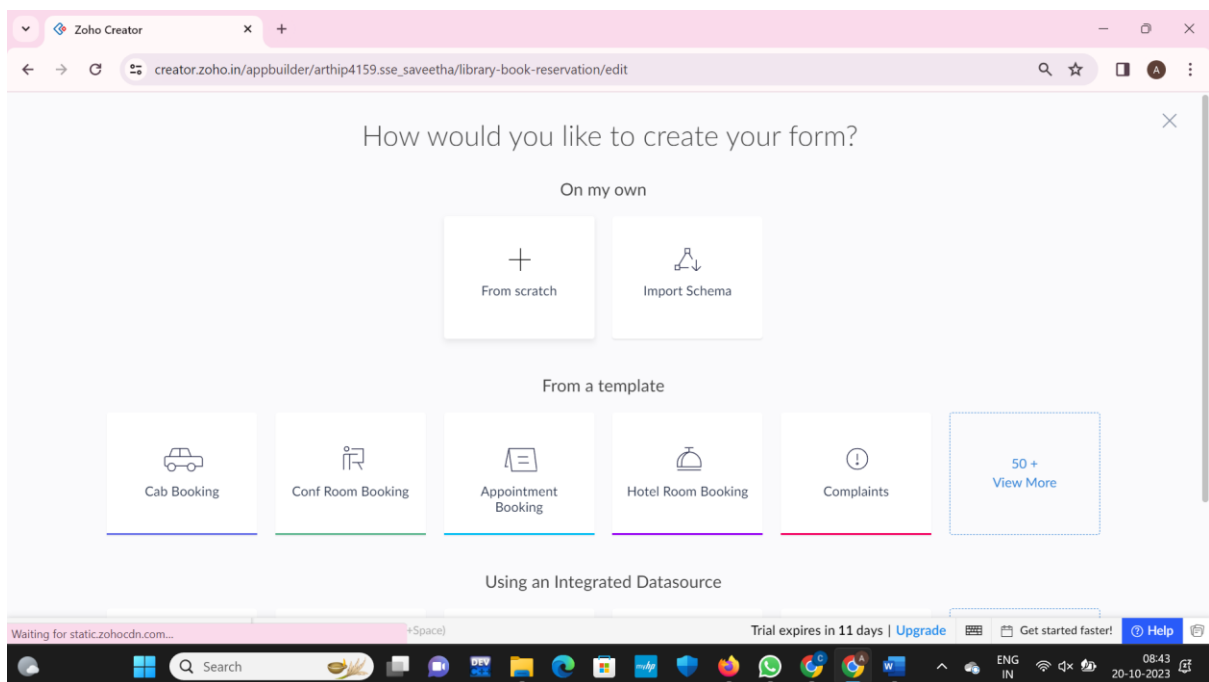 Zoho Creator
creator.zoho.in/appbuilder/arthip4159.sse_saveetha/library-book-reservation/edit
A
How would you like to create your form?
On my own
From scratch
Import Schema
From a template
Cab Booking
Conf Room Booking
Appointment
Booking
Hotel Room Booking
Complaints
50 +
View More
Using an Integrated Datasource
Waiting for static.zohocdn.com...
+Space)
Trial expires in 11 days | Upgrade
Get started faster!
Help
Search
DEV
myhp
C
A
W
ENG
IN
08:43
20-10-2023